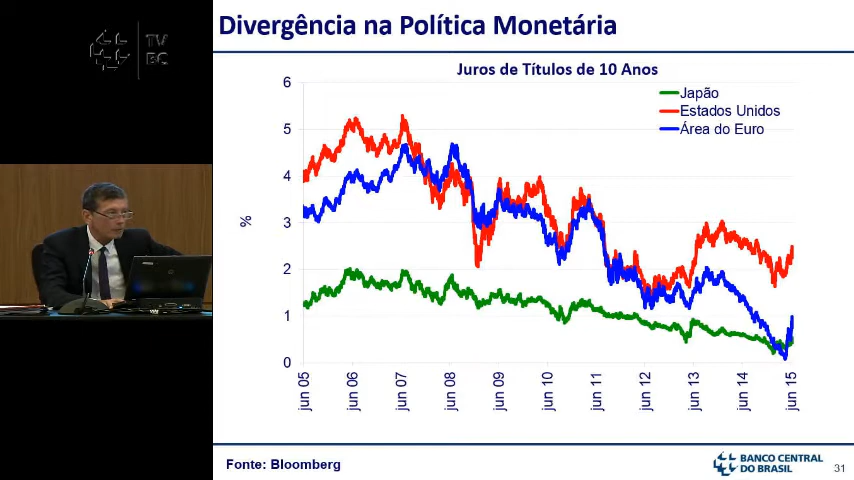 TV
BC
Divergência na Política Monetária
Juros de Títulos de 10 Anos
Japão
Estados Unidos
Área do Euro
%
6
5
4
3
2
1
0
jun 05
jun 06
jun 07
jun 08
jun 09
jun 10
jun 11
jun 12
jun 13
jun 14
jun 15
Fonte: Bloomberg
BANCO CENTRAL
DO BRASIL
31